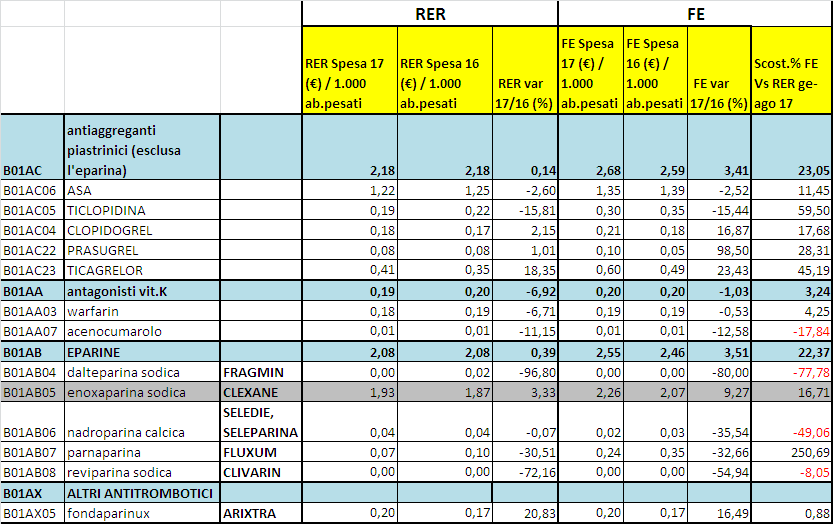 RER FE
RER Spesa 17 (€) / 1.000 ab.pesati RER Spesa 16 (€) / 1.000 ab.pesati RER var 17/16 (%) FE Spesa 17 (€) / 1.000 ab.pesati FE Spesa 16 (€) / 1.000 ab.pesati FE var 17/16 (%) Scost.% FE Vs RER ge-ago 17
B01AC antiaggreganti piastrinici (esclusa l'eparina) 2,18 2,18 0,14 2,68 2,59 3,41 23,05
B01AC06 ASA 1,22 1,25 -2,60 1,35 1,39 -2,52 11,45
B01AC05 TICLOPIDINA 0,19 0,22 -15,81 0,30 0,35 -15,44 59,50
B01AC04 CLOPIDOGREL 0,18 0,17 2,15 0,21 0,18 16,87 17,68
B01AC22 PRASUGREL 0,08 0,08 1,01 0,10 0,05 98,50 28,31
B01AC23 TICAGRELOR 0,41 0,35 18,35 0,60 0,49 23,43 45,19
B01AA antagonisti vit.K 0,19 0,20 -6,92 0,20 0,20 -1,03 3,24
B01AA03 warfarin 0,18 0,19 -6,71 0,19 0,19 -0,53 4,25
B01AA07 acenocumarolo 0,01 0,01 -11,15 0,01 0,01 -12,58 -17,84
B01AB EPARINE 2,08 2,08 0,39 2,55 2,46 3,51 22,37
B01AB04 dalteparina sodica FRAGMIN 0,00 0,02 -96,80 0,00 0,00 -80,00 -77,78
B01AB05 enoxaparina sodica CLEXANE 1,93 1,87 3,33 2,26 2,07 9,27 16,71
B01AB06 nadroparina calcica SELEDIE, SELEPARINA 0,04 0,04 -0,07 0,02 0,03 -35,54 -49,06
B01AB07 parnaparina FLUXUM 0,07 0,10 -30,51 0,24 0,35 -32,66 250,69
B01AB08 reviparina sodica CLIVARIN 0,00 0,00 -72,16 0,00 0,00 -54,94 -8,05
B01AX ALTRI ANTITROMBOTICI
B01AX05 fondaparinux ARIXTRA 0,20 0,17 20,83 0,20 0,17 16,49 0,88